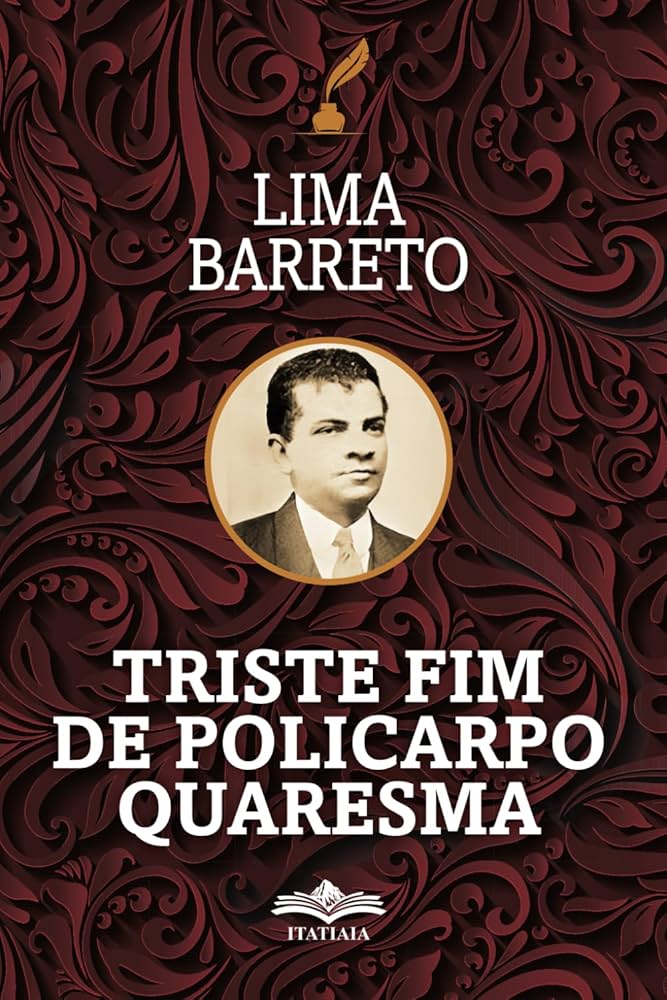 LIMA
BARRETO
TRISTE FIM
DE POLICARPO
QUARESMA
ITATIAIA